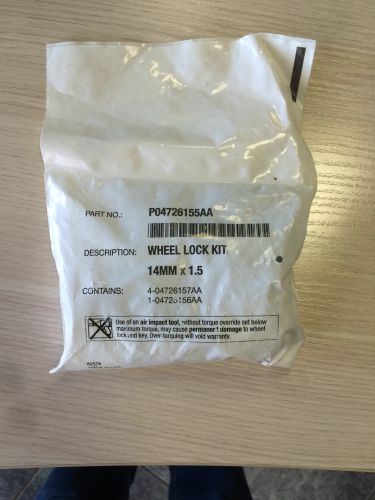 PART NO.: P04726155AA
DESCRIPTION: WHEEL LOCK KIT
14MM x 1.5
CONTAINS: 4-04726157AA
1-04726156AA
Use of an air impact tool, without torque override set below
maximum torque, may cause permanent damage to wheel
lock and key. Over-torquing will void warranty.